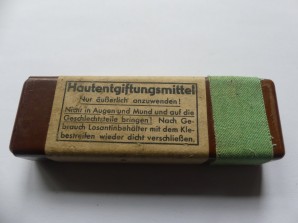 Hautentgiftungsmittel
Nur äußerlich anzuwenden!
Nicht in Augen und Mund und auf die
Geschlechtsteile bringen! Nach Ge-
brauch Losantinbehälter mit dem Kle-
bestreifen wieder dicht verschließen.